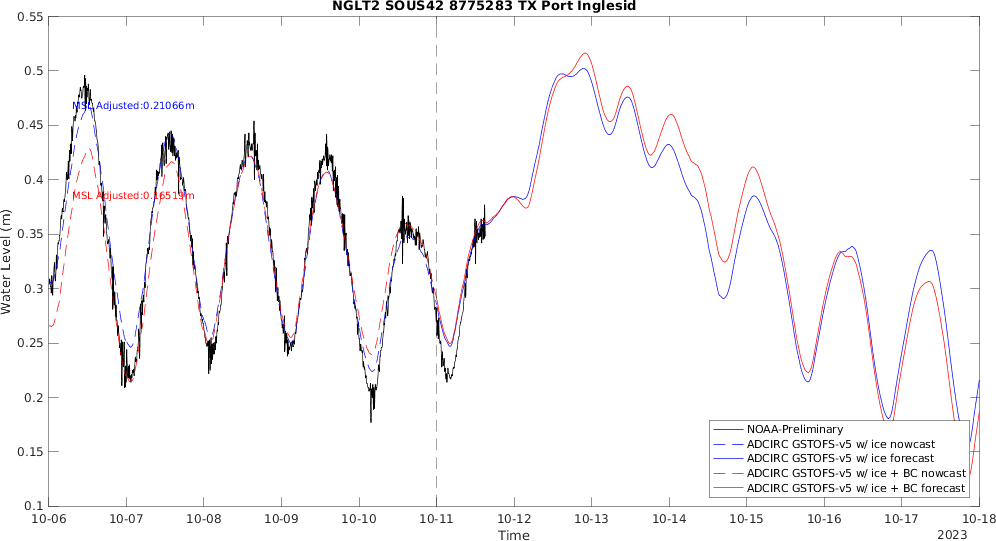 NGLT2 SOUS42 8775283 TX Port Inglesid
0.55
0.5
0.45
0.4
0.35
0.3
0.25
0.2
0.15
0.1
Water Level (m)
MSL Adjusted:0.21066m
MSL Adjusted:0.16519m
NOAA-Preliminary
ADCIRC GSTOFS-v5 w/ ice nowcast
ADCIRC GSTOFS-v5 w/ ice forecast
ADCIRC GSTOFS-v5 w/ ice + BC nowcast
ADCIRC GSTOFS-v5 w/ ice + BC forecast
10-06 10-07 10-08 10-09 10-10 10-11 10-12 10-13 10-14 10-15 10-16 10-17 10-18
Time
2023